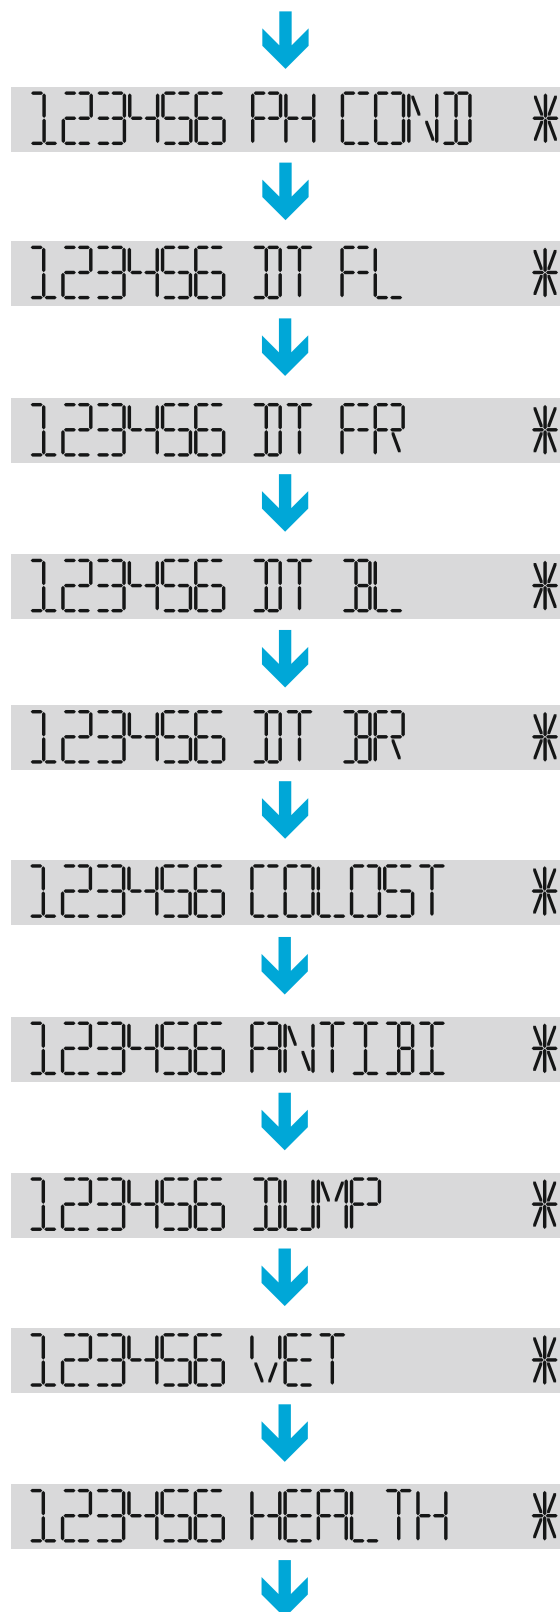 123456 PH COND *
123456 DT FL *
123456 DT FR *
123456 DT BL *
123456 DT BR *
123456 COLOST *
123456 ANTIBI *
123456 DUMP *
123456 VET *
123456 HEALTH *